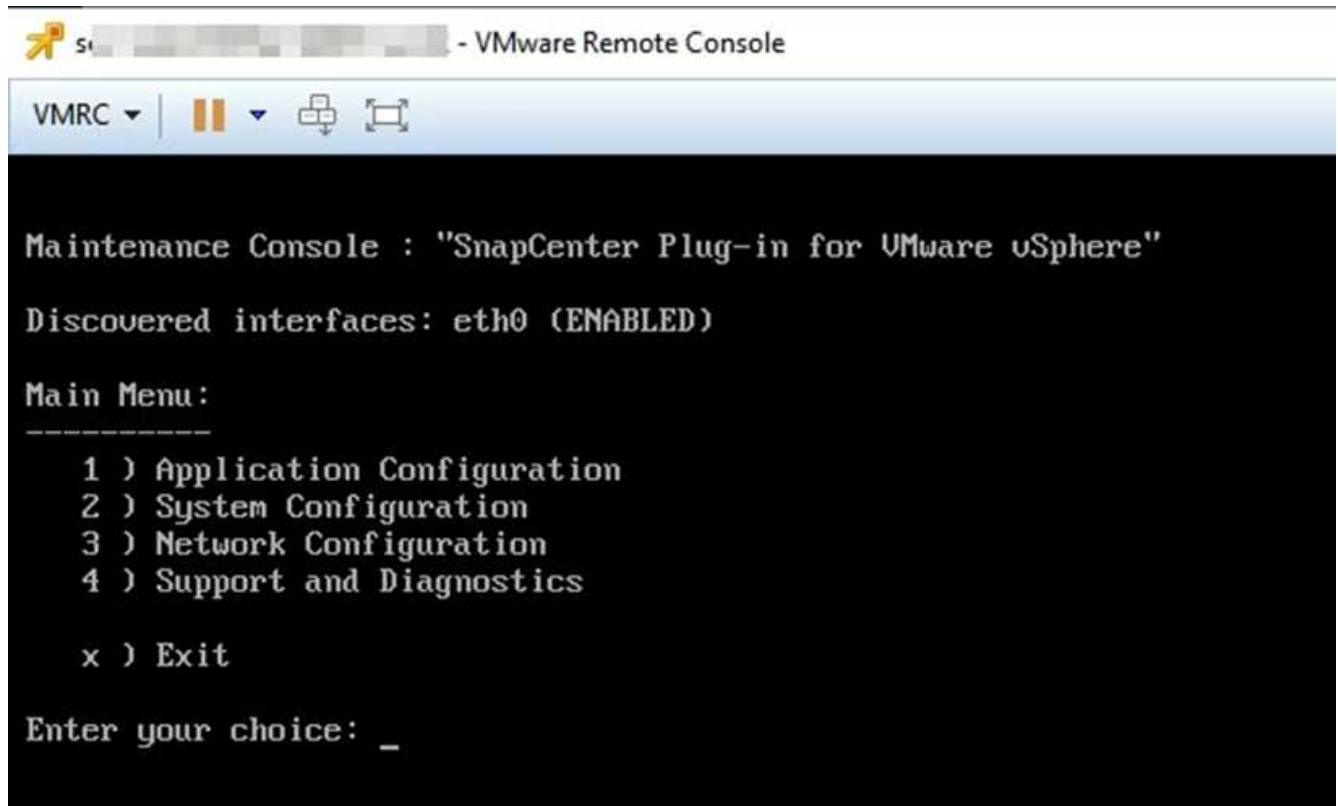 - VMware Remote Console
VMRC
Maintenance Console : "SnapCenter Plug-in for VMware vSphere"
Discovered interfaces: eth0 (ENABLED)
Main Menu:
----------
1 ) Application Configuration
2 ) System Configuration
3 ) Network Configuration
4 ) Support and Diagnostics
x ) Exit
Enter your choice: _